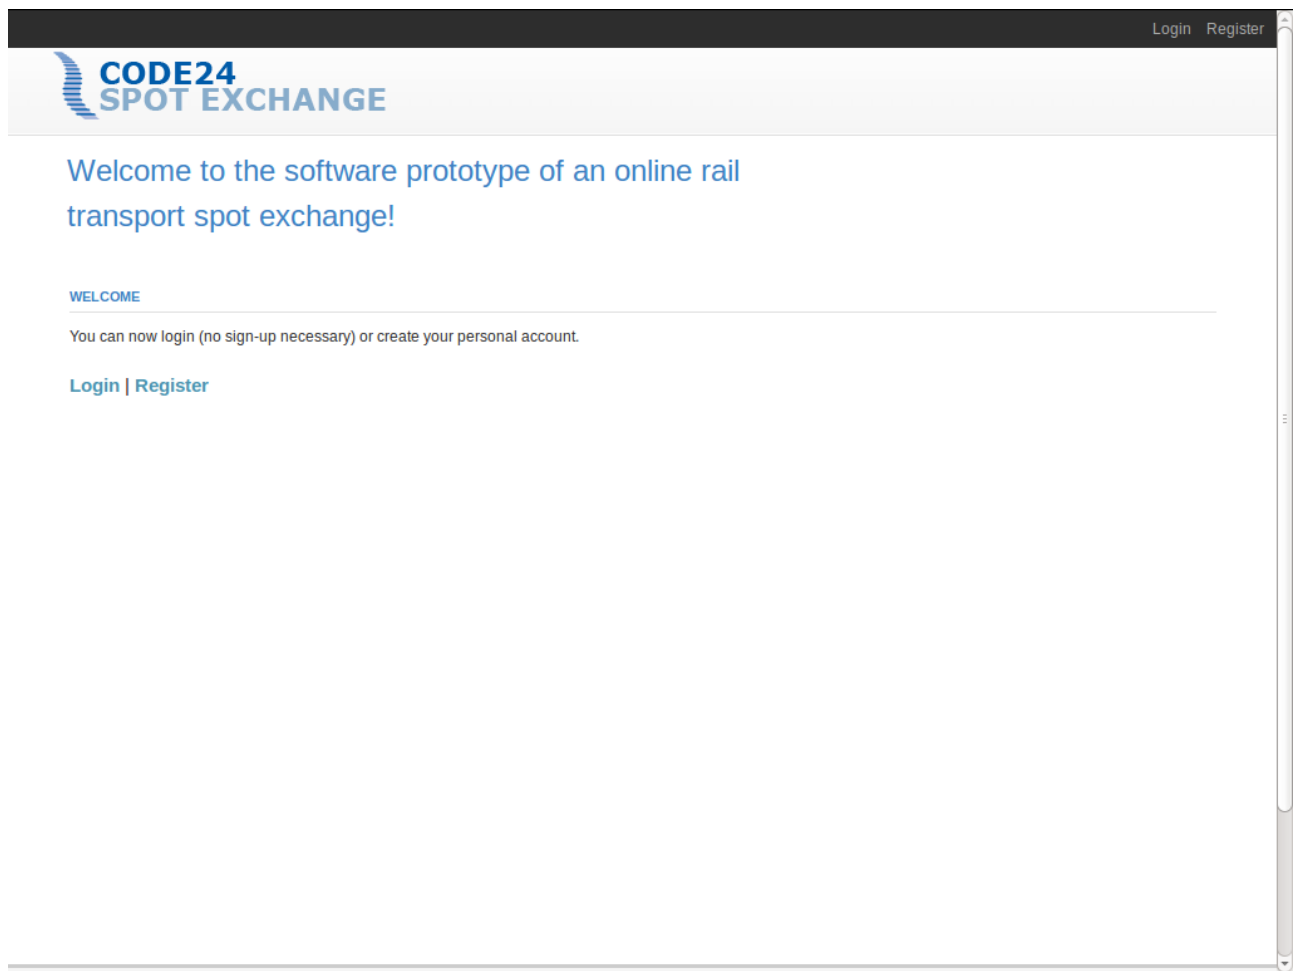 Login Register
CODE24
SPOT EXCHANGE
Welcome to the software prototype of an online rail
transport spot exchange!
WELCOME
You can now login (no sign-up necessary) or create your personal account.
Login | Register